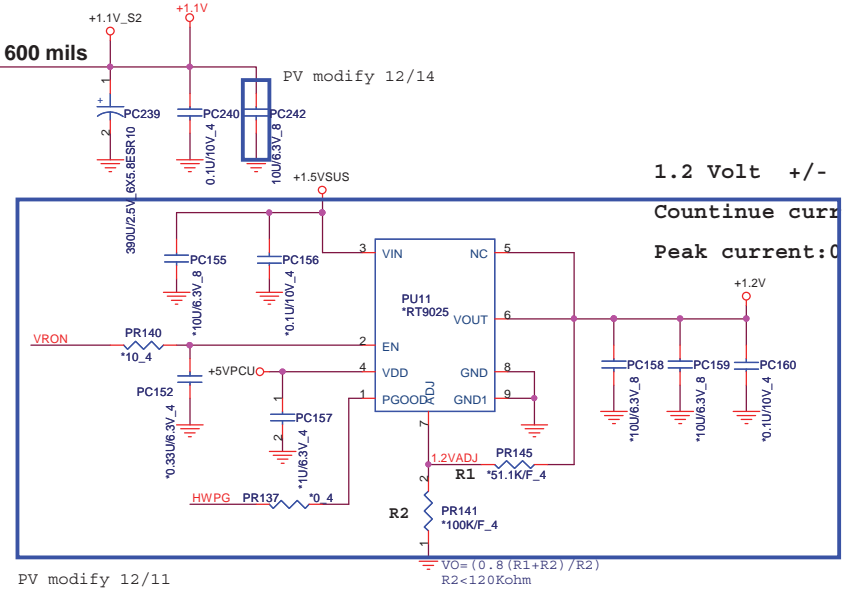 +1.1V_S2
+1.1V
600 mils
PV modify 12/14
1
+
PC239
2
390U/2.5V_6X5.8ESR10
PC240
0.1U/10V_4
PC242
10U/6.3V_8
+1.5VSUS
1.2 Volt +/-
Countinue curr
Peak current:0
PC155
*10U/6.3V_8
PC156
*0.1U/10V_4
3
VIN
NC
5
PU11
*RT9025
VOUT
6
+1.2V
VRON
PR140
*10_4
2
EN
PC152
*0.33U/6.3V_4
+5VPCU
4
VDD
GND
8
1
PGOOD
ADJ
GND1
9
7
1
PC157
2
*1U/6.3V_4
PC158
*10U/6.3V_8
PC159
*10U/6.3V_8
PC160
*0.1U/10V_4
1.2VADJ
PR145
R1
*51.1K/F_4
HWPG
PR137
*0_4
2
R2
PR141
*100K/F_4
1
VO=(0.8(R1+R2)/R2)
R2<120Kohm
PV modify 12/11